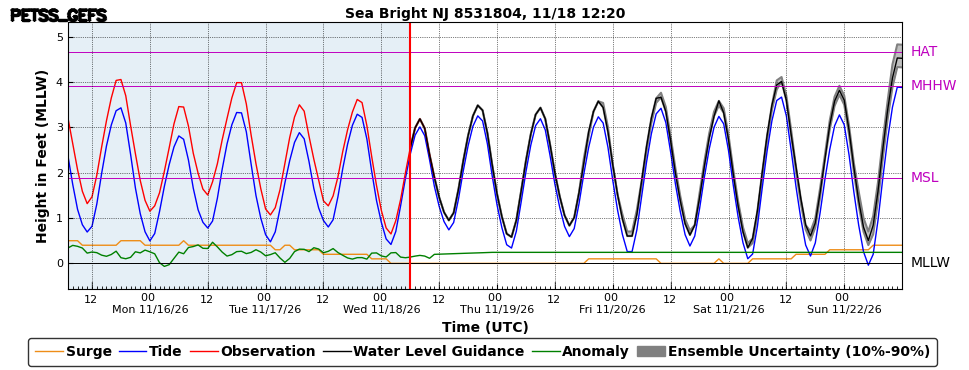 PETSS_GEFS
Sea Bright NJ 8531804, 11/18 12:20
Height in Feet (MLLW)
5
4
3
2
1
0
HAT
MHHW
MSL
MLLW
12 00 12 00 12 00 12 00 12 00 12 00 12 00
Mon 11/16/26 Tue 11/17/26 Wed 11/18/26 Thu 11/19/26 Fri 11/20/26 Sat 11/21/26 Sun 11/22/26
Time (UTC)
Surge Tide Observation Water Level Guidance Anomaly Ensemble Uncertainty (10%-90%)